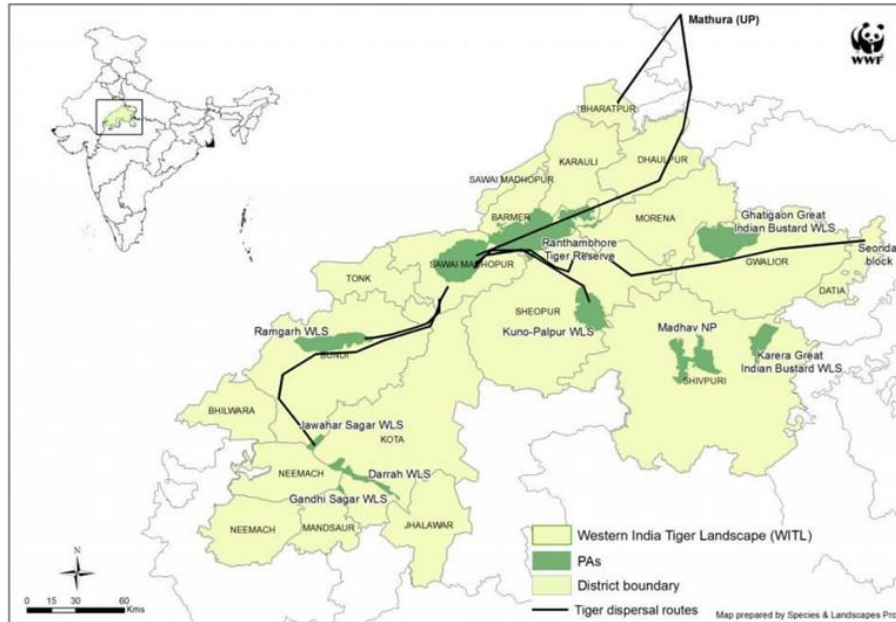 Mathura (UP)
WWF
BHARATPUR
KARAULI
DHAULPUR
SAWAI MADHOPUR
BARMER
MORENA
Ghatigaon Great
Indian Bustard WLS
Ranthambhore
Tiger Reserve
Seonda
block
SAWAI MADHOPUR
GWALIOR
TONK
DATIA
SHEOPUR
Ramgarh WLS
Kuno-Palpur WLS
Madhav NP
BUNDI
Karera Great
Indian Bustard WLS
SHIVPURI
BHILWARA
Jawahar Sagar WLS
KOTA
NEEMACH
Darrah WLS
Gandhi Sagar WLS
NEEMACH
MANDSAUR
JHALAWAR
Western India Tiger Landscape (WITL)
PAs
District boundary
Tiger dispersal routes
N
0 15 30 60
Kms
Map prepared by Species & Landscapes Pro